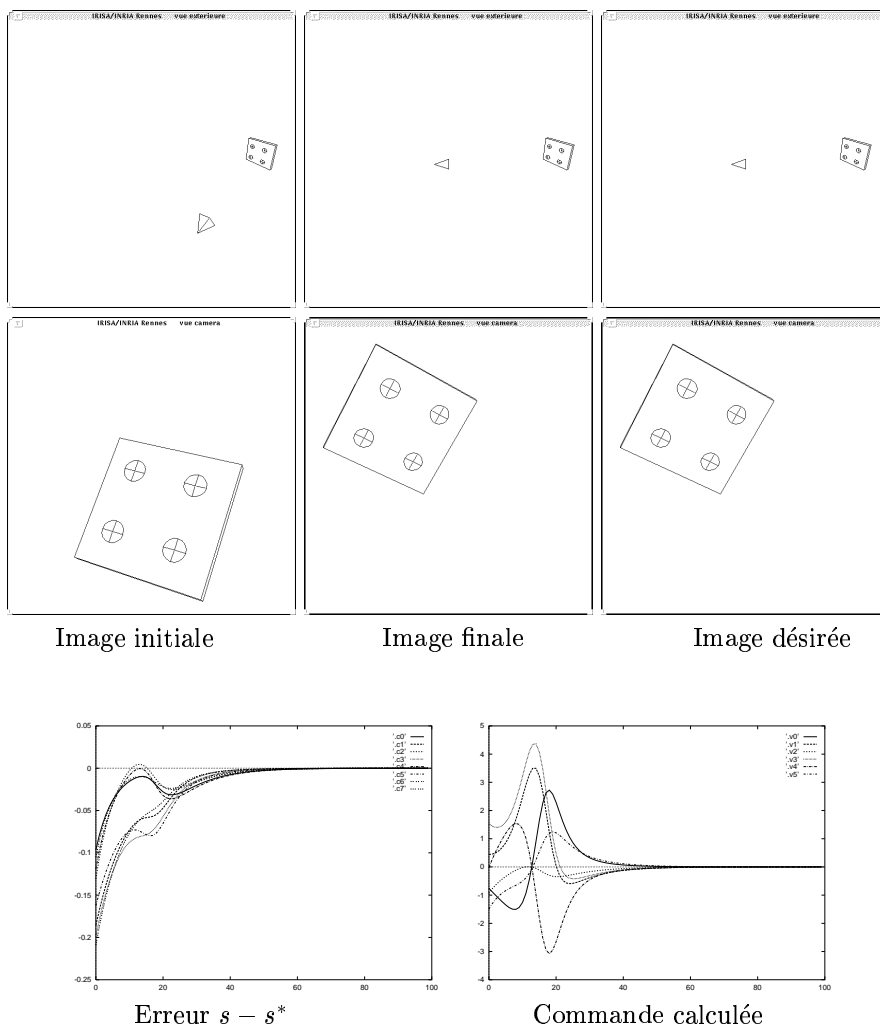 IRISA/INRIA Rennes vue exterieure
IRISA/INRIA Rennes vue exterieure
IRISA/INRIA Rennes vue exterieure
IRISA/INRIA Rennes vue camera
IRISA/INRIA Rennes vue camera
IRISA/INRIA Rennes vue camera
Image initiale
Image finale
Image désirée
0.05
0
-0.05
-0.1
-0.15
-0.2
-0.25
0 20 40 60 80 100
'.c0'
'.c1'
'.c2'
'.c3'
'.c4'
'.c5'
'.c6'
'.c7'
Erreur s − s*
5
4
3
2
1
0
-1
-2
-3
-4
0 20 40 60 80 100
'.v0'
'.v1'
'.v2'
'.v3'
'.v4'
'.v5'
Commande calculée